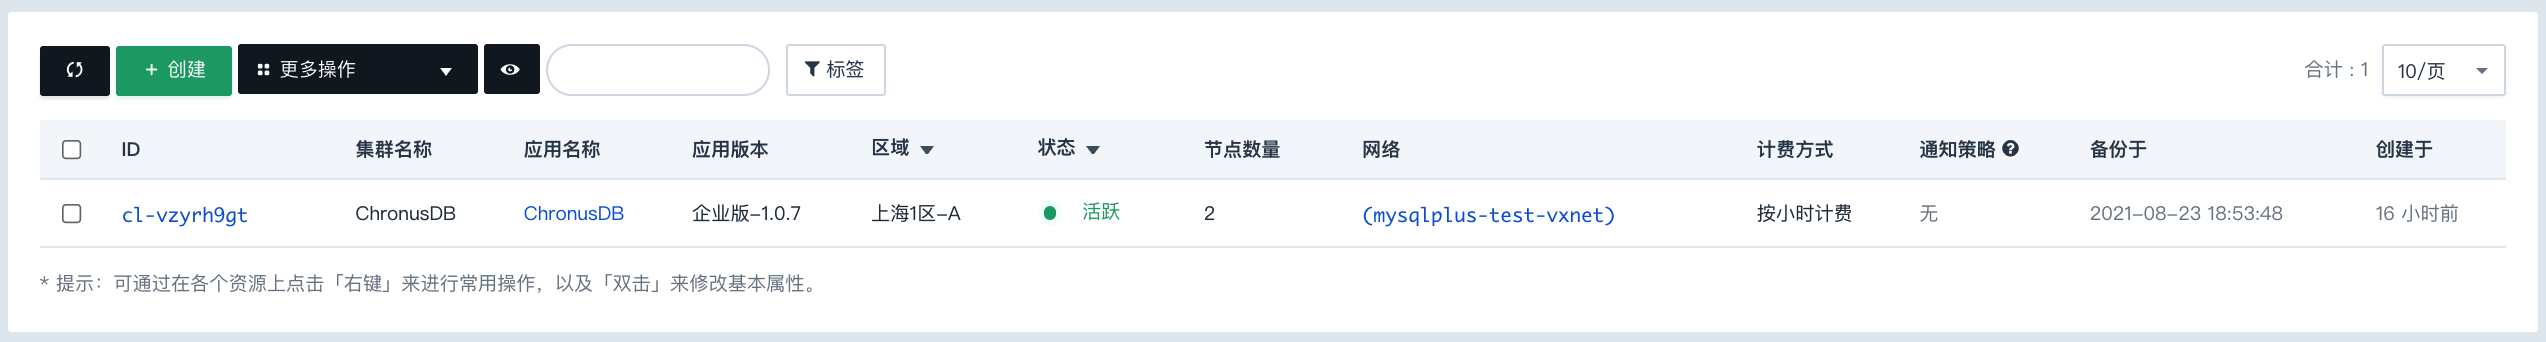 + 创建 更多操作 标签 合计 : 1 10/页
ID 集群名称 应用名称 应用版本 区域 状态 节点数量 网络 计费方式 通知策略 备份于 创建于
cl-vzyrh9gt ChronusDB ChronusDB 企业版-1.0.7 上海1区-A 活跃 2 (mysqlplus-test-vxnet) 按小时计费 无 2021-08-23 18:53:48 16 小时前
* 提示：可通过在各个资源上点击「右键」来进行常用操作，以及「双击」来修改基本属性。